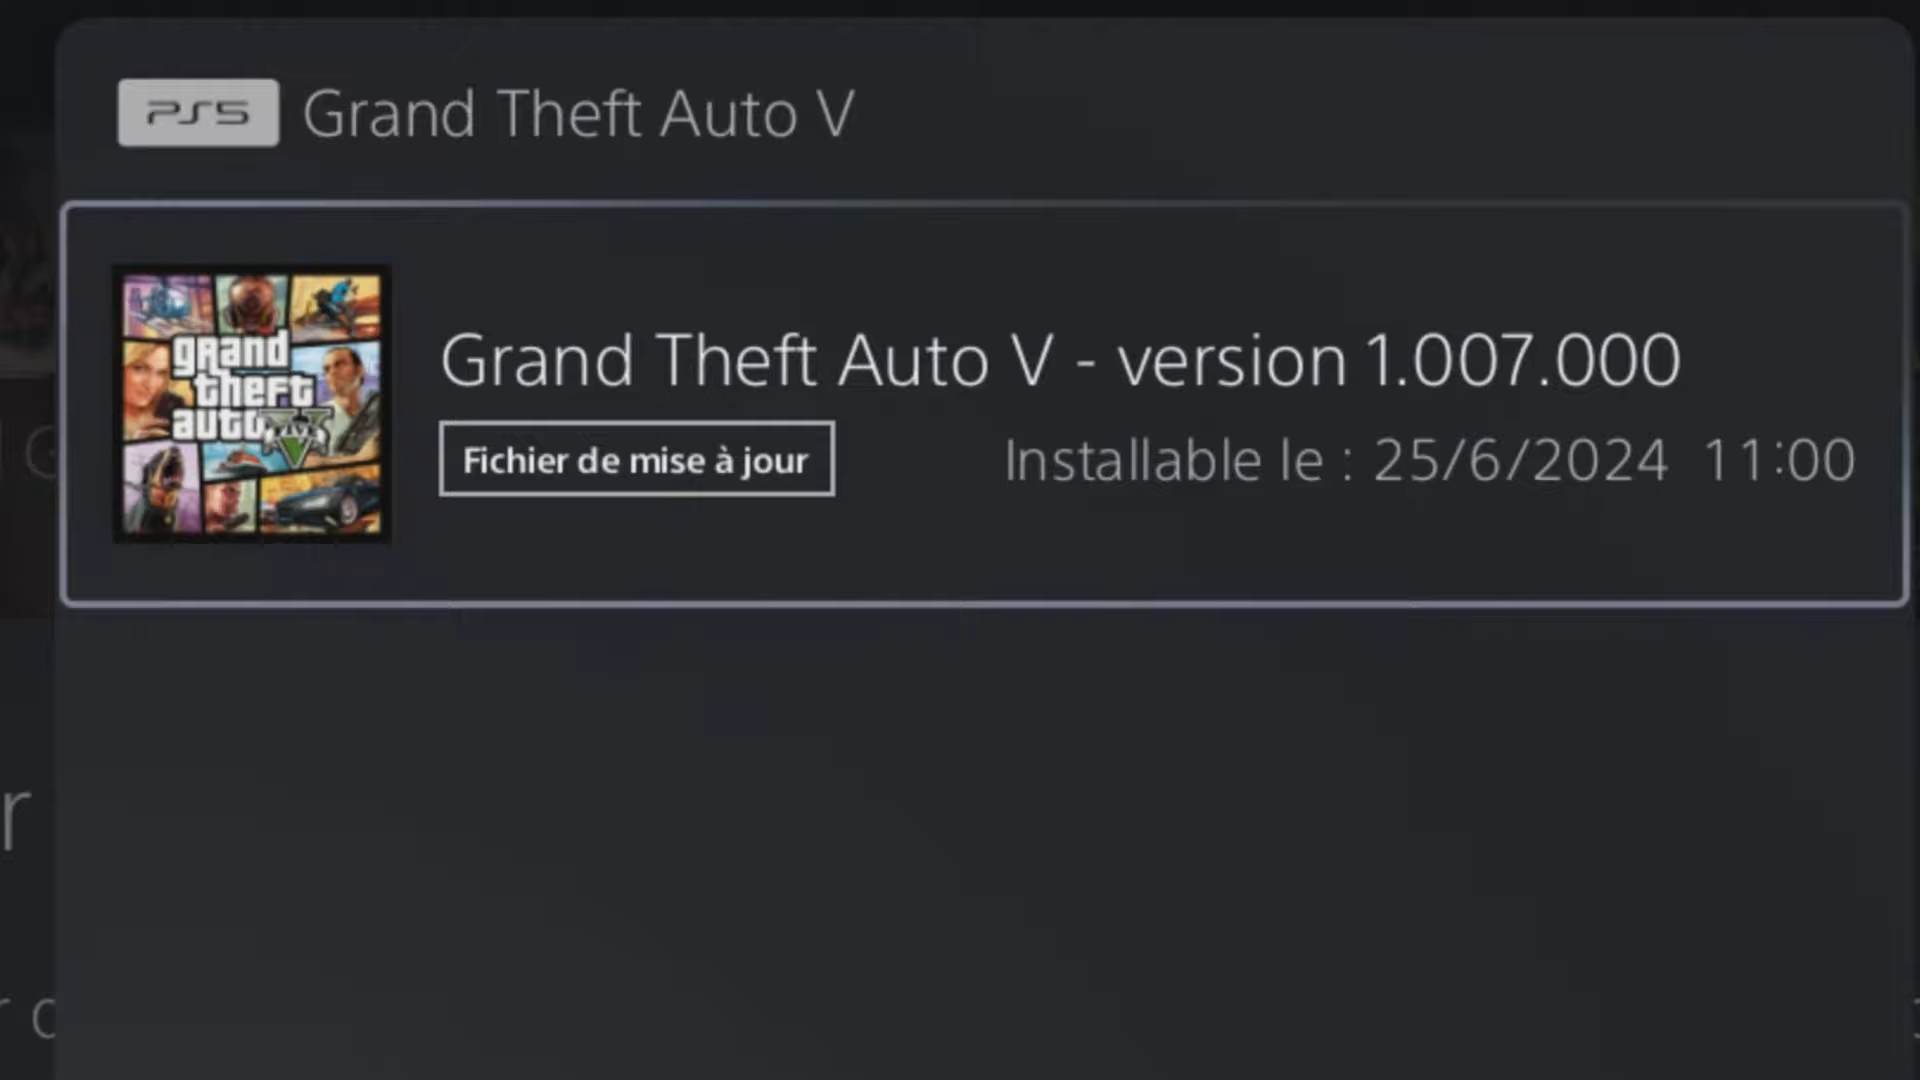 PS5 Grand Theft Auto V
grand
theft
auto V
Grand Theft Auto V - version 1.007.000
Fichier de mise à jour
Installable le : 25/6/2024 11:00